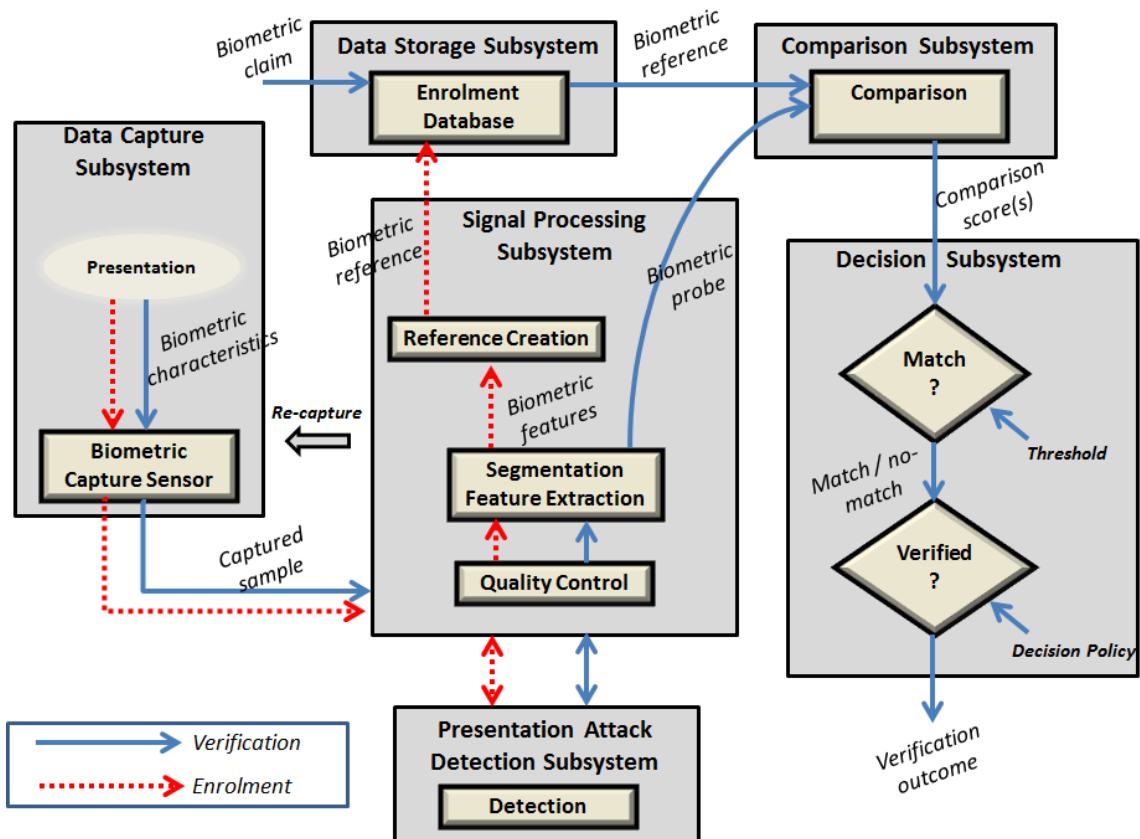 Biometric
claim
Data Storage Subsystem
Enrolment
Database
Biometric
reference
Comparison Subsystem
Comparison
Data Capture
Subsystem
Presentation
Biometric
characteristics
Biometric
Capture Sensor
Captured
sample
Re-capture
Biometric
reference
Signal Processing
Subsystem
Reference Creation
Biometric
features
Segmentation
Feature Extraction
Quality Control
Biometric
probe
Comparison
score(s)
Decision Subsystem
Match
?
Threshold
Match / no-
match
Verified
?
Decision Policy
Verification
outcome
Presentation Attack
Detection Subsystem
Detection
Verification
Enrolment